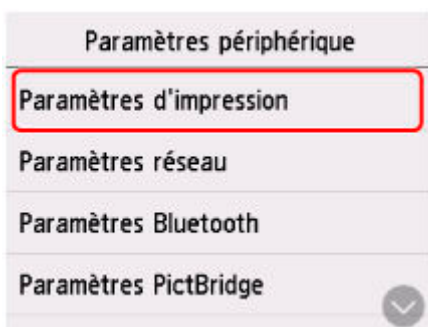 Paramètres périphérique
Paramètres d'impression
Paramètres réseau
Paramètres Bluetooth
Paramètres PictBridge